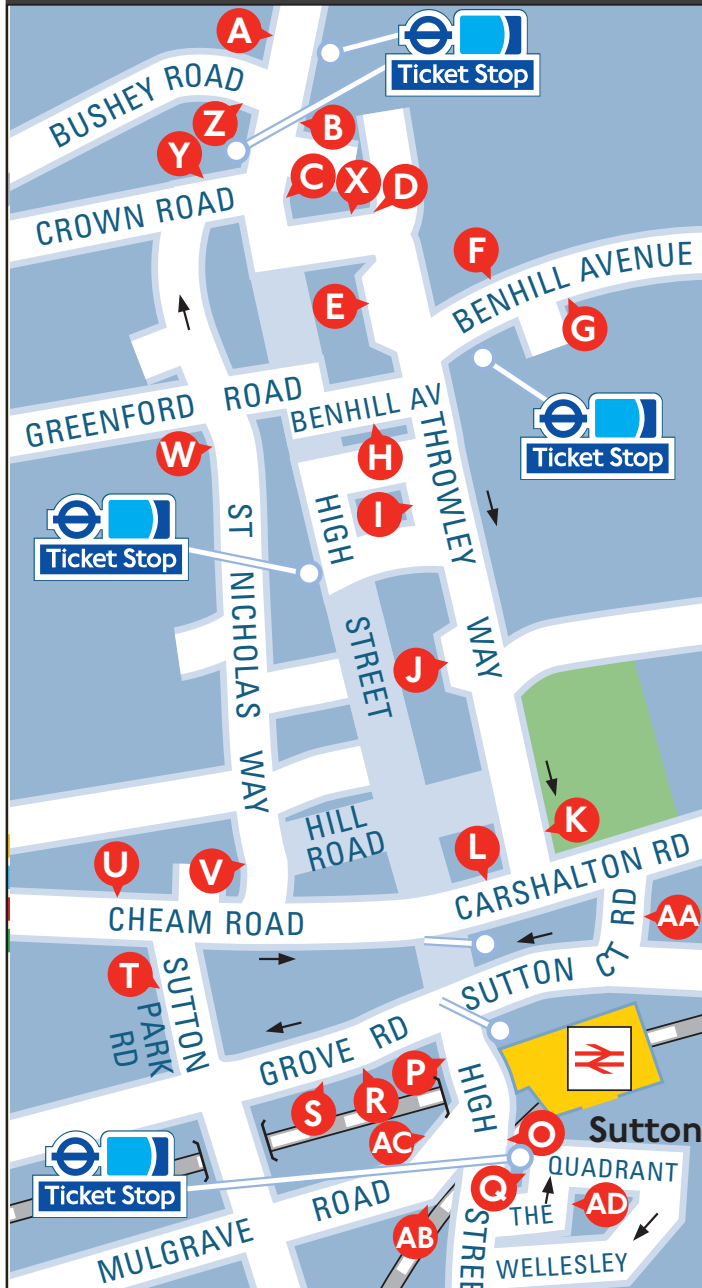 A
Ticket Stop
BUSHEY ROAD
Z
B
Y
C
X
D
CROWN ROAD
F
BENHILL AVENUE
E
G
GREENFORD ROAD
BENHILL AV
Ticket Stop
W
H
THROWLEY WAY
I
HIGH STREET
Ticket Stop
ST NICHOLAS WAY
J
HILL
ROAD
K
L
U
V
CARSHALTON RD
CHEAM ROAD
AA
SUTTON CT RD
T
SUTTON
PARK
RD
GROVE RD
P
R
S
HIGH STREE
AC
O
Sutton
Ticket Stop
QUADRANT
Q
THE
AD
MULGRAVE ROAD
AB
WELLESLEY